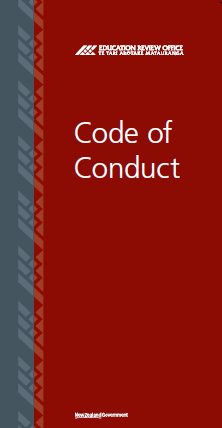 EDUCATION REVIEW OFFICE
TE TARI AROTAKE MATAURANGA
Code of
Conduct
New Zealand Government